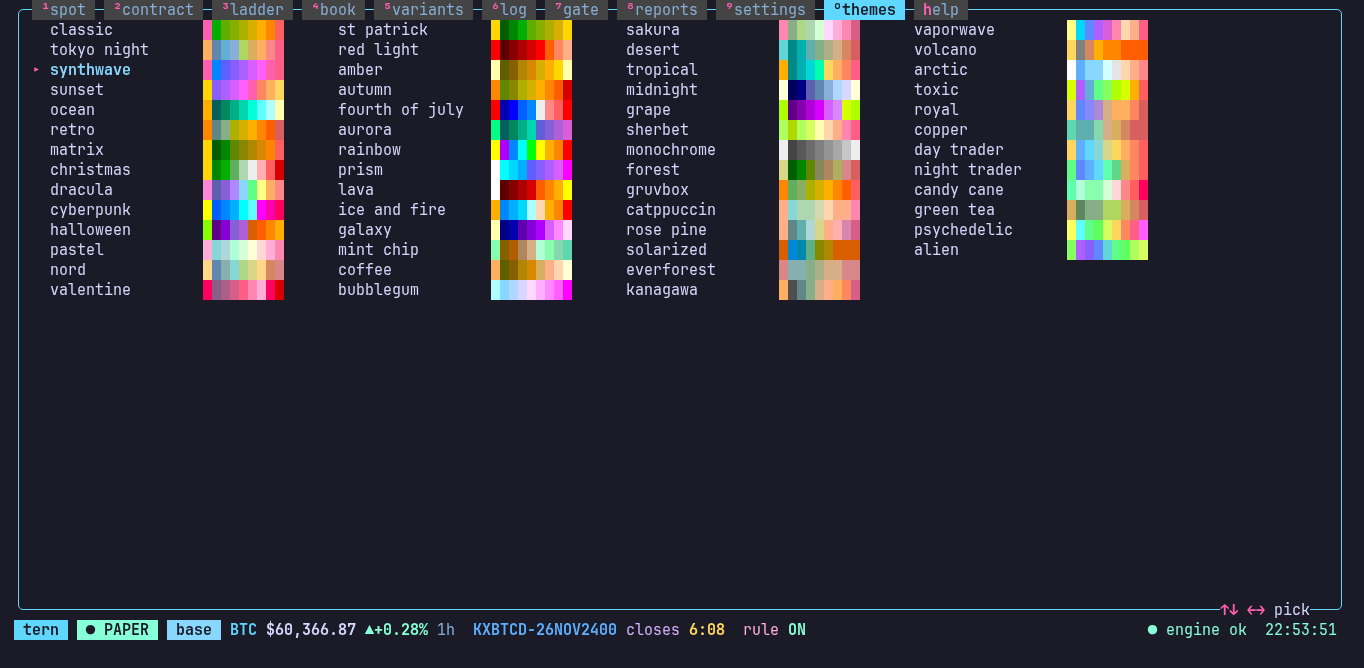 ¹spot ²contract ³ladder ⁴book ⁵variants ⁶log ⁷gate ⁸reports ⁹settings ⁰themes help
classic st patrick sakura vaporwave
tokyo night red light desert volcano
▸ synthwave amber tropical arctic
sunset autumn midnight toxic
ocean fourth of july grape royal
retro aurora sherbet copper
matrix rainbow monochrome day trader
christmas prism forest night trader
dracula lava gruvbox candy cane
cyberpunk ice and fire catppuccin green tea
halloween galaxy rose pine psychedelic
pastel mint chip solarized alien
nord coffee everforest
valentine bubblegum kanagawa
↑↓ ↔ pick
tern ● PAPER base BTC $60,366.87 ▲+0.28% 1h KXBTCD-26NOV2400 closes 6:08 rule ON ● engine ok 22:53:51